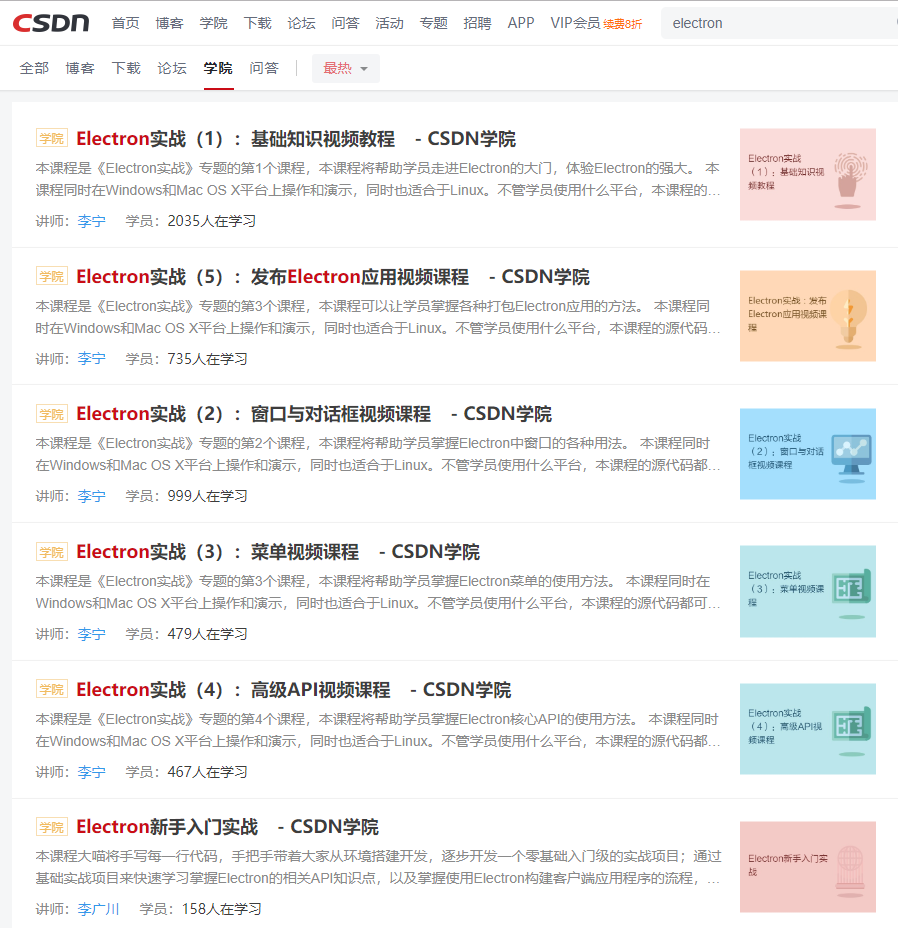 CSDN 首页 博客 学院 下载 论坛 问答 活动 专题 招聘 APP VIP会员 续费8折 electron
全部 博客 下载 论坛 学院 问答 最热
学院 Electron实战（1）：基础知识视频教程 - CSDN学院
本课程是《Electron实战》专题的第1个课程，本课程将帮助学员走进Electron的大门，体验Electron的强大。 本
课程同时在Windows和Mac OS X平台上操作和演示，同时也适合于Linux。不管学员使用什么平台，本课程的…
讲师：李宁 学员：2035人在学习
Electron实战
（1）：基础知识视
频教程
学院 Electron实战（5）：发布Electron应用视频课程 - CSDN学院
本课程是《Electron实战》专题的第3个课程，本课程可以让学员掌握各种打包Electron应用的方法。 本课程同
时在Windows和Mac OS X平台上操作和演示，同时也适合于Linux。不管学员使用什么平台，本课程的源代码…
讲师：李宁 学员：735人在学习
Electron实战：发布
Electron应用视频课
程
学院 Electron实战（2）：窗口与对话框视频课程 - CSDN学院
本课程是《Electron实战》专题的第2个课程，本课程将帮助学员掌握Electron中窗口的各种用法。 本课程同时
在Windows和Mac OS X平台上操作和演示，同时也适合于Linux。不管学员使用什么平台，本课程的源代码都…
讲师：李宁 学员：999人在学习
Electron实战
（2）：窗口与对话
框视频课程
学院 Electron实战（3）：菜单视频课程 - CSDN学院
本课程是《Electron实战》专题的第3个课程，本课程将帮助学员掌握Electron菜单的使用方法。 本课程同时在
Windows和Mac OS X平台上操作和演示，同时也适合于Linux。不管学员使用什么平台，本课程的源代码都可…
讲师：李宁 学员：479人在学习
Electron实战
（3）：菜单视频课
程
学院 Electron实战（4）：高级API视频课程 - CSDN学院
本课程是《Electron实战》专题的第4个课程，本课程将帮助学员掌握Electron核心API的使用方法。 本课程同时
在Windows和Mac OS X平台上操作和演示，同时也适合于Linux。不管学员使用什么平台，本课程的源代码都…
讲师：李宁 学员：467人在学习
Electron实战
（4）：高级API视
频课程
学院 Electron新手入门实战 - CSDN学院
本课程大喵将手写每一行代码，手把手带着大家从环境搭建开发，逐步开发一个零基础入门级的实战项目；通过
基础实战项目来快速学习掌握Electron的相关API知识点，以及掌握使用Electron构建客户端应用程序的流程，…
讲师：李广川 学员：158人在学习
Electron新手入门实
战